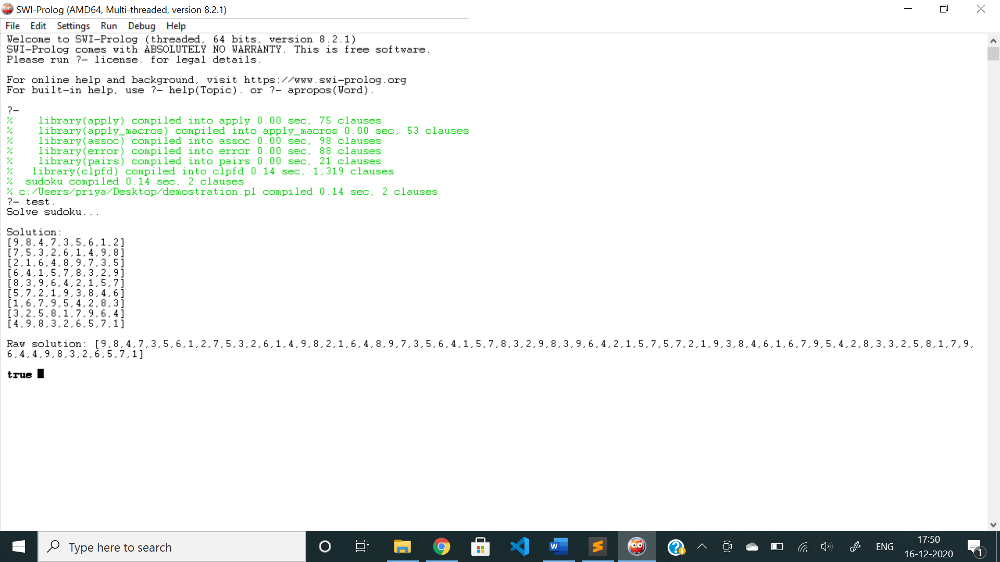 SWI-Prolog (AMD64, Multi-threaded, version 8.2.1)
File Edit Settings Run Debug Help
Welcome to SWI-Prolog (threaded, 64 bits, version 8.2.1)
SWI-Prolog comes with ABSOLUTELY NO WARRANTY. This is free software.
Please run ?- license. for legal details.
For online help and background, visit https://www.swi-prolog.org
For built-in help, use ?- help(Topic). or ?- apropos(Word).
?-
%    library(apply) compiled into apply 0.00 sec, 75 clauses
%    library(apply_macros) compiled into apply_macros 0.00 sec, 53 clauses
%    library(assoc) compiled into assoc 0.00 sec, 98 clauses
%    library(error) compiled into error 0.00 sec, 88 clauses
%    library(pairs) compiled into pairs 0.00 sec, 21 clauses
%   library(clpfd) compiled into clpfd 0.14 sec, 1,319 clauses
%  sudoku compiled 0.14 sec, 2 clauses
% c:/Users/priya/Desktop/demostration.pl compiled 0.14 sec, 2 clauses
?- test.
Solve sudoku...
Solution:
[9,8,4,7,3,5,6,1,2]
[7,5,3,2,6,1,4,9,8]
[2,1,6,4,8,9,7,3,5]
[6,4,1,5,7,8,3,2,9]
[8,3,9,6,4,2,1,5,7]
[5,7,2,1,9,3,8,4,6]
[1,6,7,9,5,4,2,8,3]
[3,2,5,8,1,7,9,6,4]
[4,9,8,3,2,6,5,7,1]
Raw solution: [9,8,4,7,3,5,6,1,2,7,5,3,2,6,1,4,9,8,2,1,6,4,8,9,7,3,5,6,4,1,5,7,8,3,2,9,8,3,9,6,4,2,1,5,7,5,7,2,1,9,3,8,4,6,1,6,7,9,5,4,2,8,3,3,2,5,8,1,7,9,
6,4,4,9,8,3,2,6,5,7,1]
true
Type here to search
ENG
17:50
16-12-2020
1